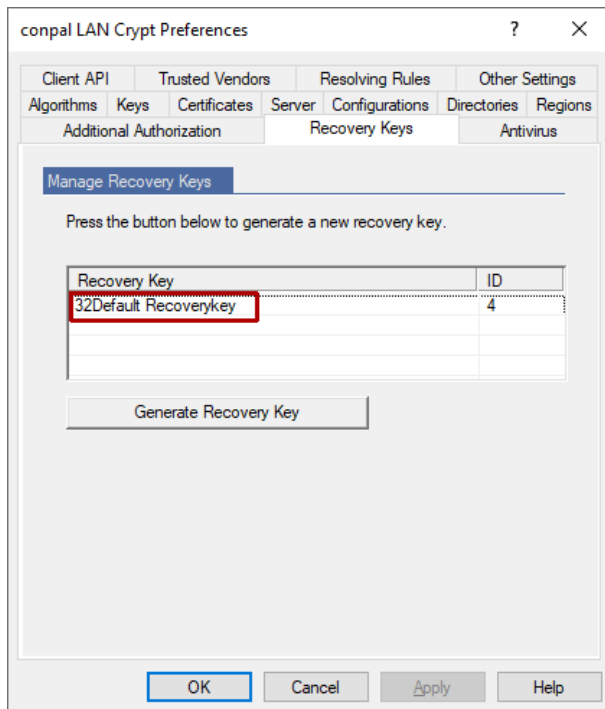 conpal LAN Crypt Preferences ? ×
Client API Trusted Vendors Resolving Rules Other Settings
Algorithms Keys Certificates Server Configurations Directories Regions
Additional Authorization Recovery Keys Antivirus
Manage Recovery Keys
Press the button below to generate a new recovery key.
Recovery Key ID
32Default Recoverykey 4
Generate Recovery Key
OK Cancel Apply Help